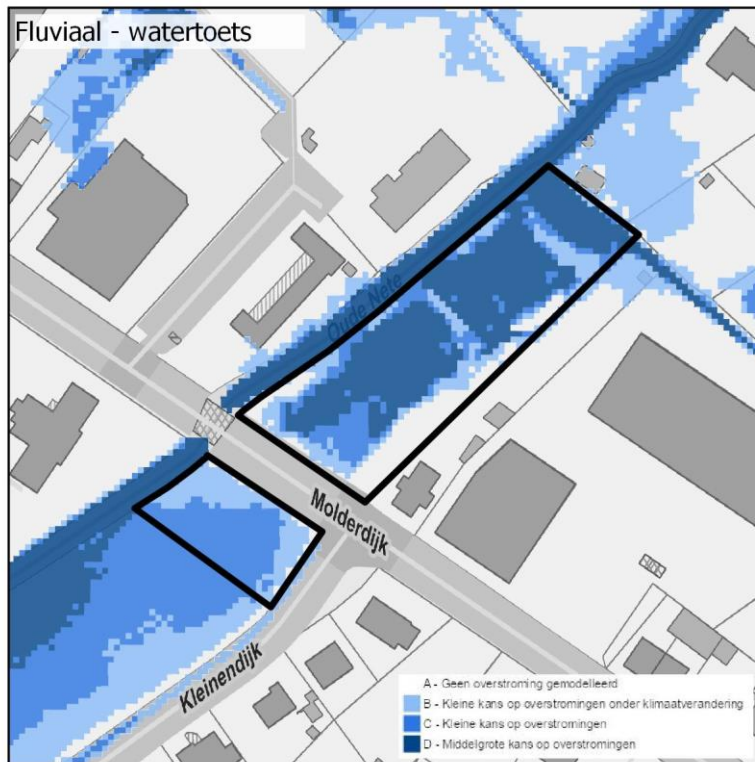 Fluviaal - watertoets
Oude Nete
Molderdijk
Kleinendijk
A - Geen overstroming gemodelleerd
B - Kleine kans op overstromingen onder klimaatverandering
C - Kleine kans op overstromingen
D - Middelgrote kans op overstromingen